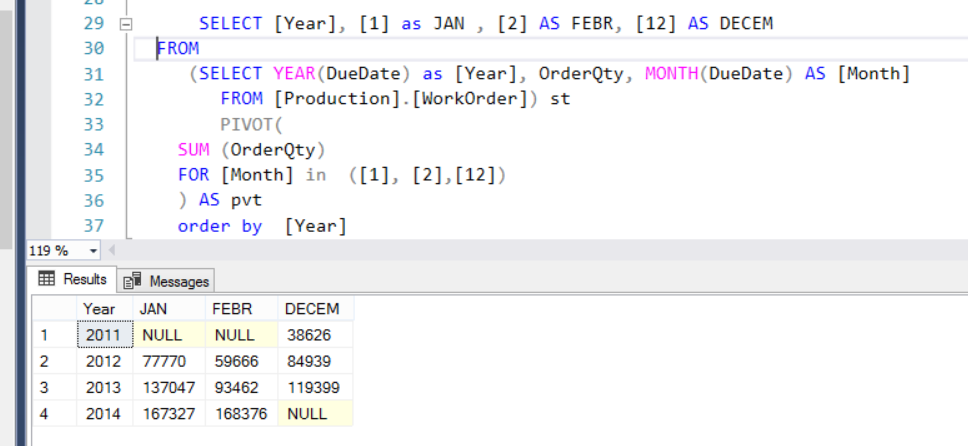 29 SELECT [Year], [1] as JAN , [2] AS FEBR, [12] AS DECEM
30 FROM
31 (SELECT YEAR(DueDate) as [Year], OrderQty, MONTH(DueDate) AS [Month]
32 FROM [Production].[WorkOrder]) st
33 PIVOT(
34 SUM (OrderQty)
35 FOR [Month] in ([1], [2],[12])
36 ) AS pvt
37 order by [Year]
119 %
Results Messages
Year JAN FEBR DECEM
1 2011 NULL NULL 38626
2 2012 77770 59666 84939
3 2013 137047 93462 119399
4 2014 167327 168376 NULL